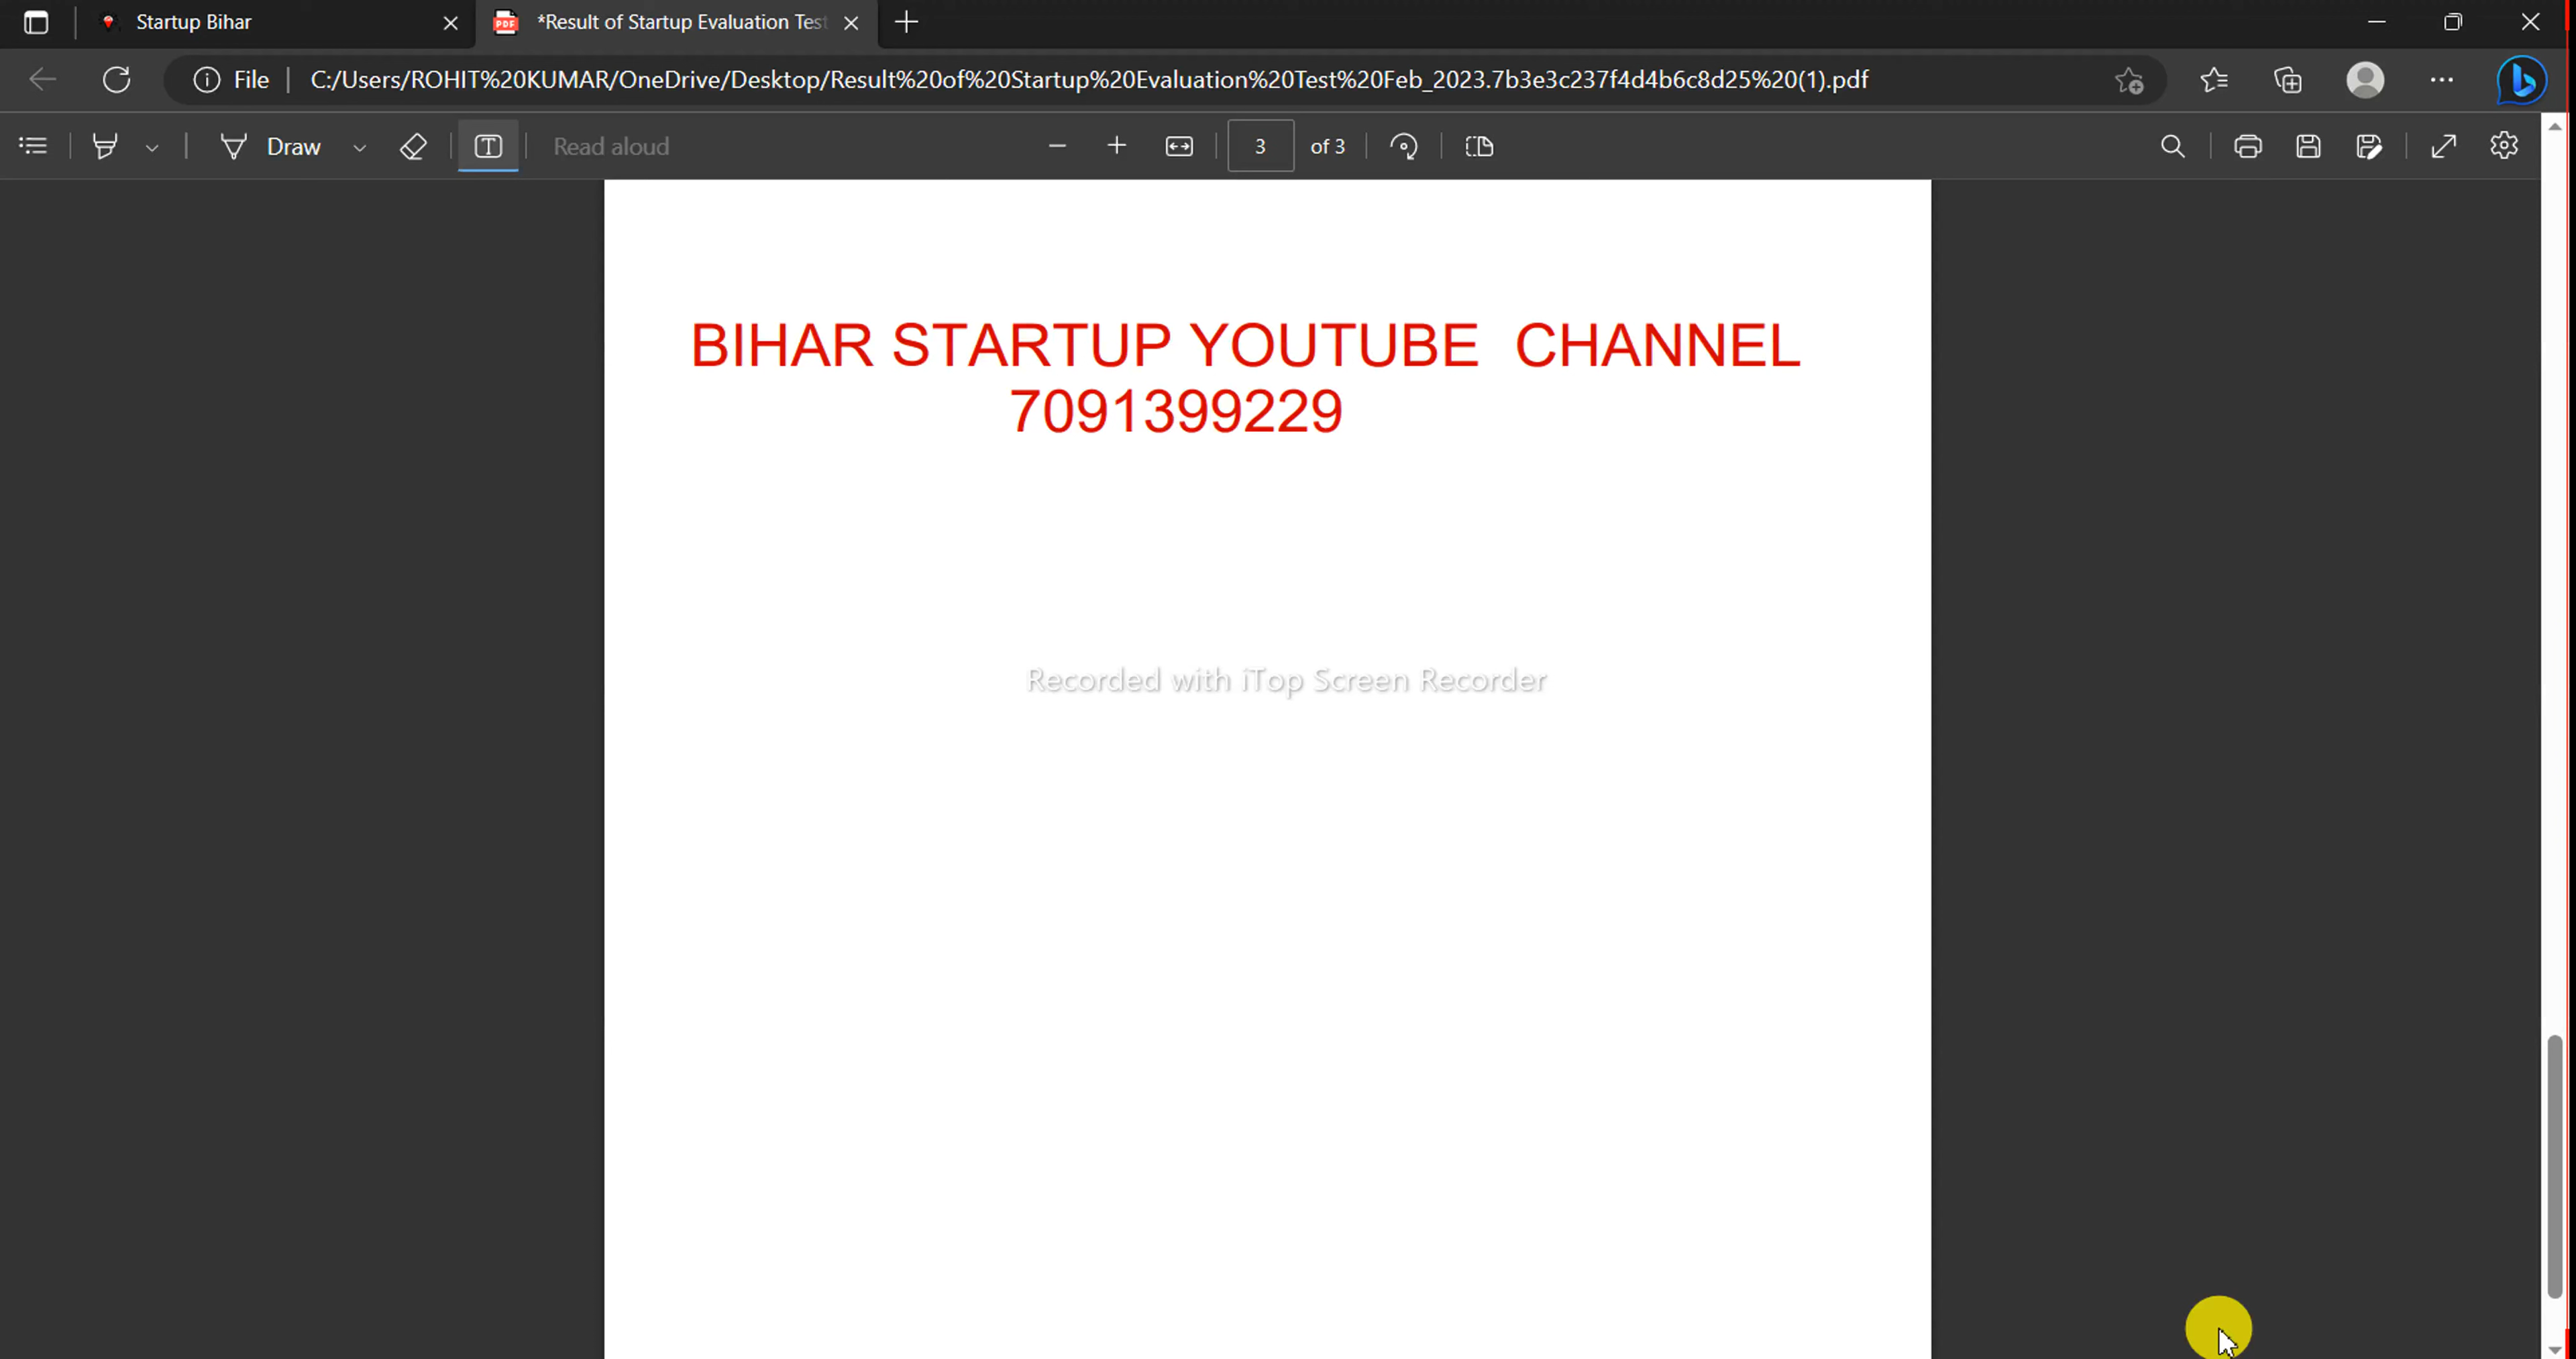 Startup Bihar
*Result of Startup Evaluation Test
File
C:/Users/ROHIT%20KUMAR/OneDrive/Desktop/Result%20of%20Startup%20Evaluation%20Test%20Feb_2023.7b3e3c237f4d4b6c8d25%20(1).pdf
Draw
Read aloud
3 of 3
BIHAR STARTUP YOUTUBE CHANNEL
7091399229
Recorded with iTop Screen Recorder